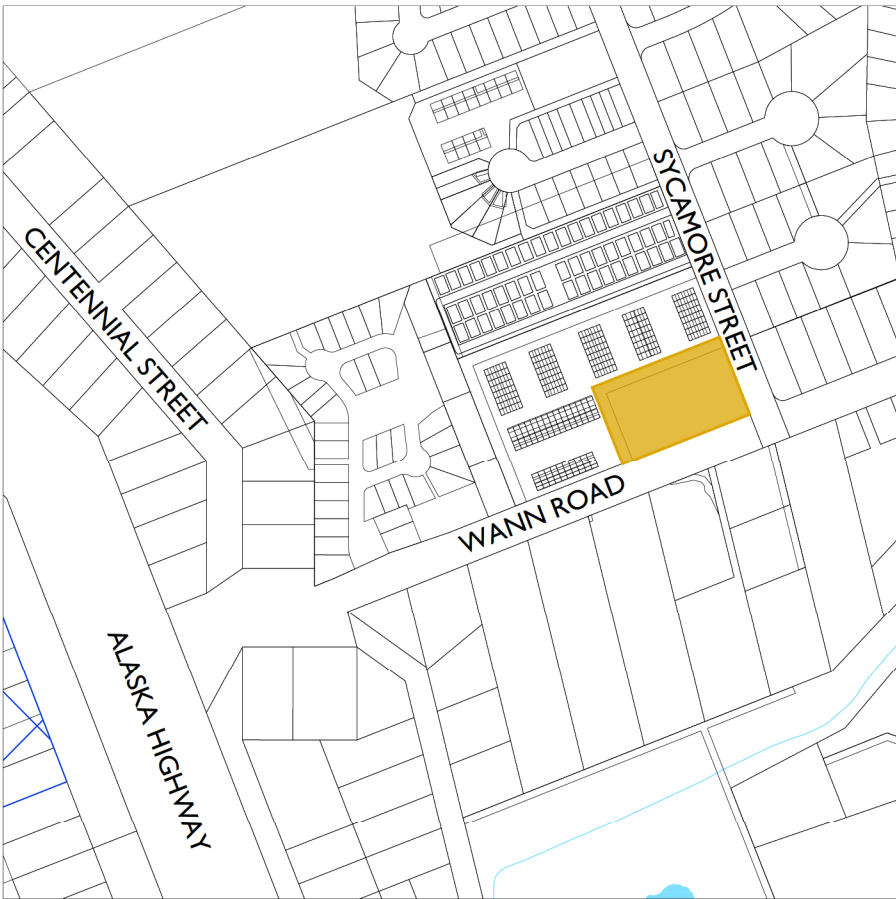 SYCAMORE STREET
CENTENNIAL STREET
WANN ROAD
ALASKA HIGHWAY